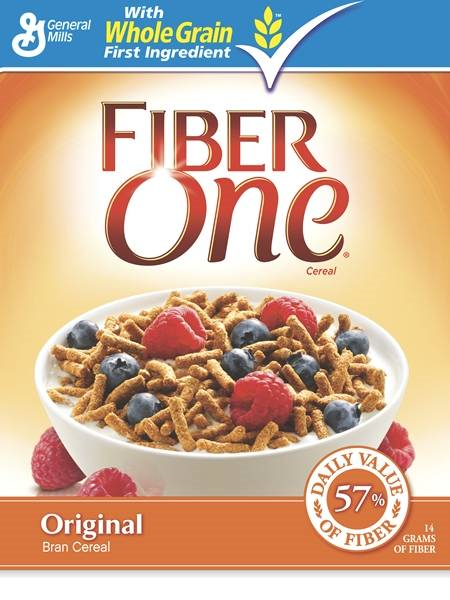 General
Mills
With
Whole Grain
First Ingredient
™
FIBER
One®
Cereal
DAILY VALUE
57%
OF FIBER
Original
Bran Cereal
14
GRAMS
OF FIBER